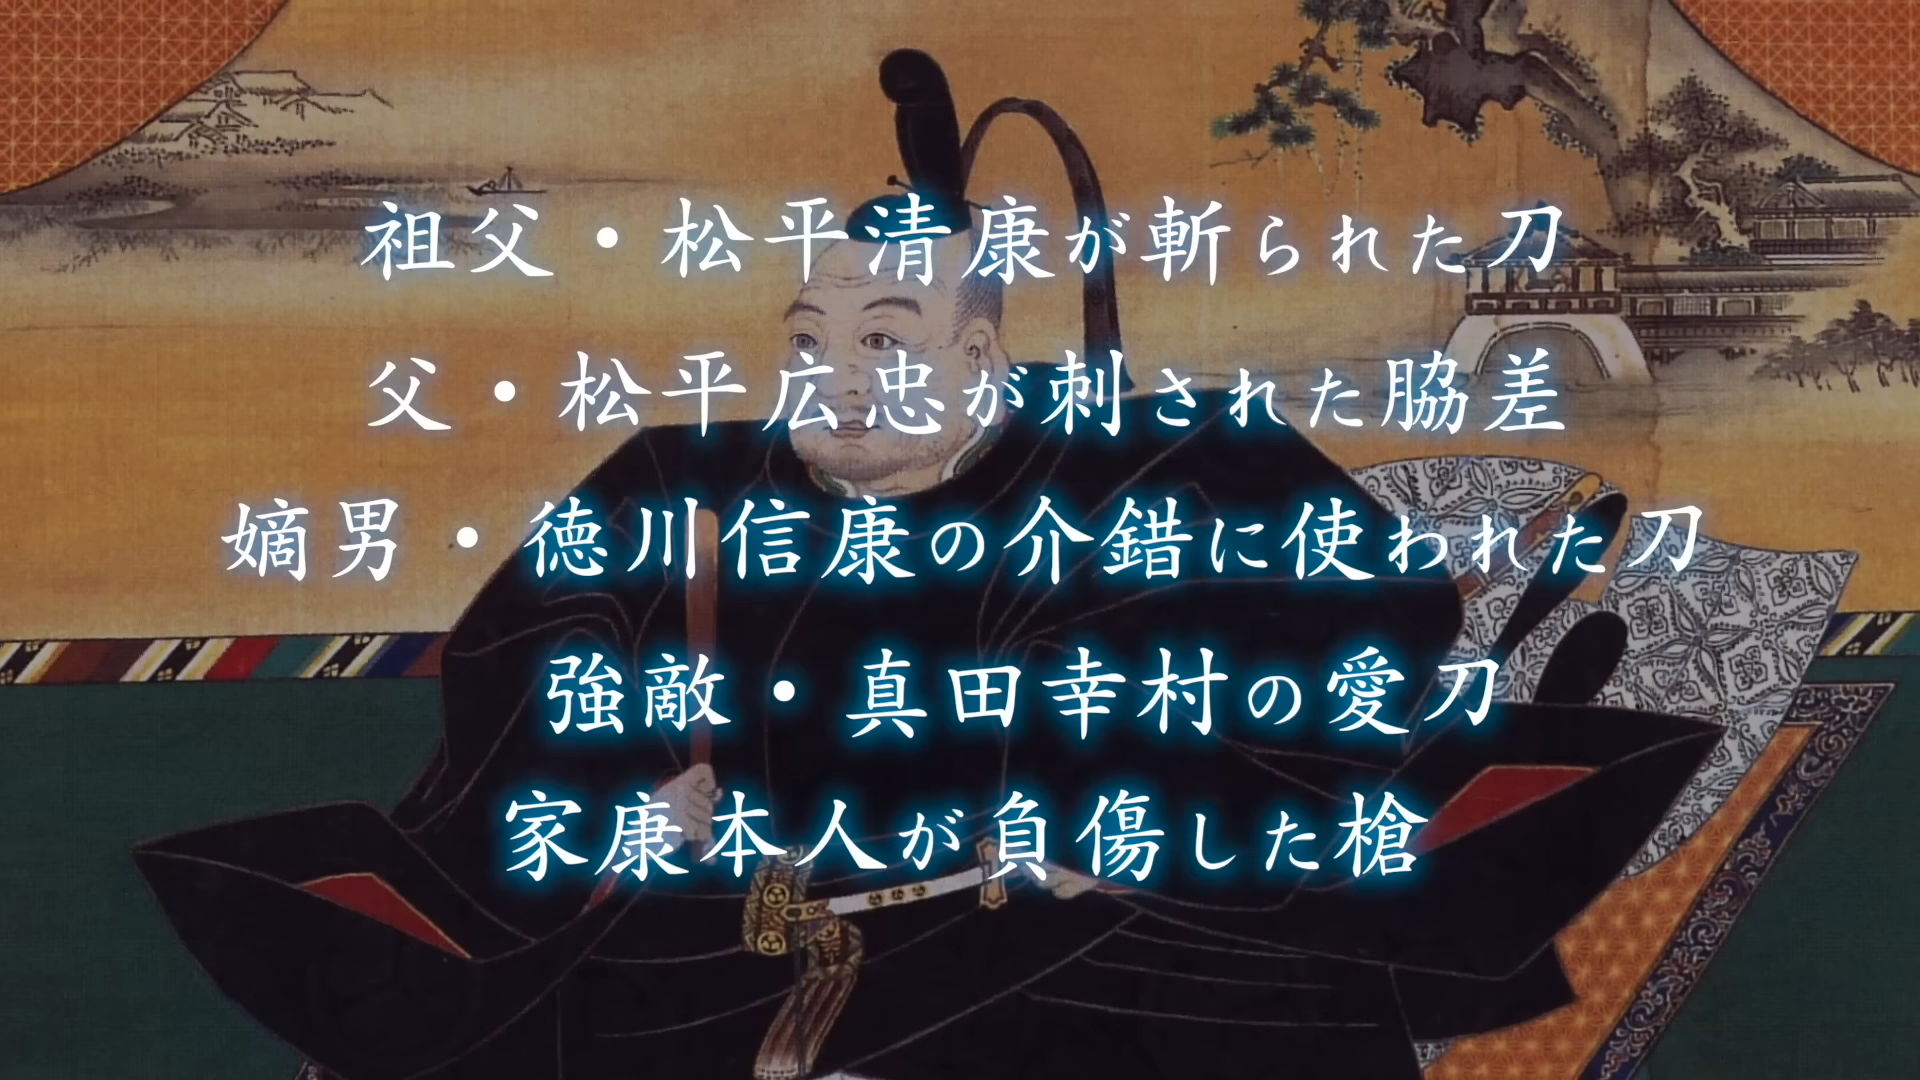 祖父・松平清康が斬られた刀
父・松平広忠が刺された脇差
嫡男・徳川信康の介錯に使われた刀
強敵・真田幸村の愛刀
家康本人が負傷した槍